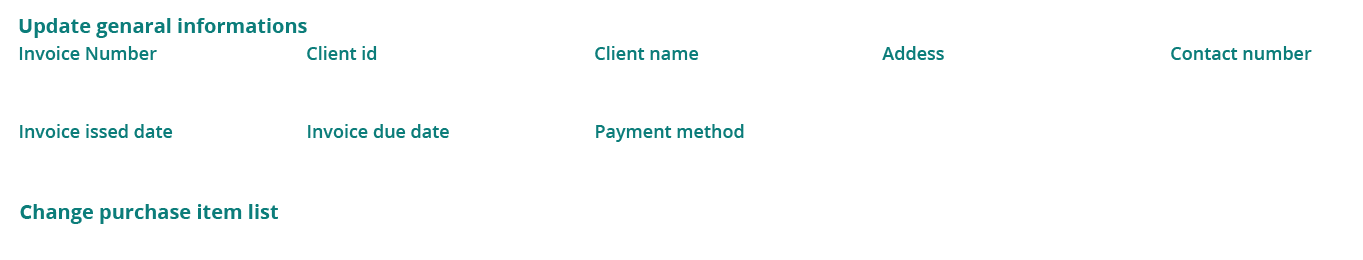 Update genaral informations
Invoice Number Client id Client name Addess Contact number
Invoice issed date Invoice due date Payment method
Change purchase item list